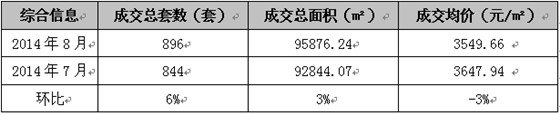 综合信息 成交总套数（套） 成交总面积（㎡） 成交均价（元/㎡）
2014年8月 896 95876.24 3549.66
2014年7月 844 92844.07 3647.94
环比 6% 3% -3%